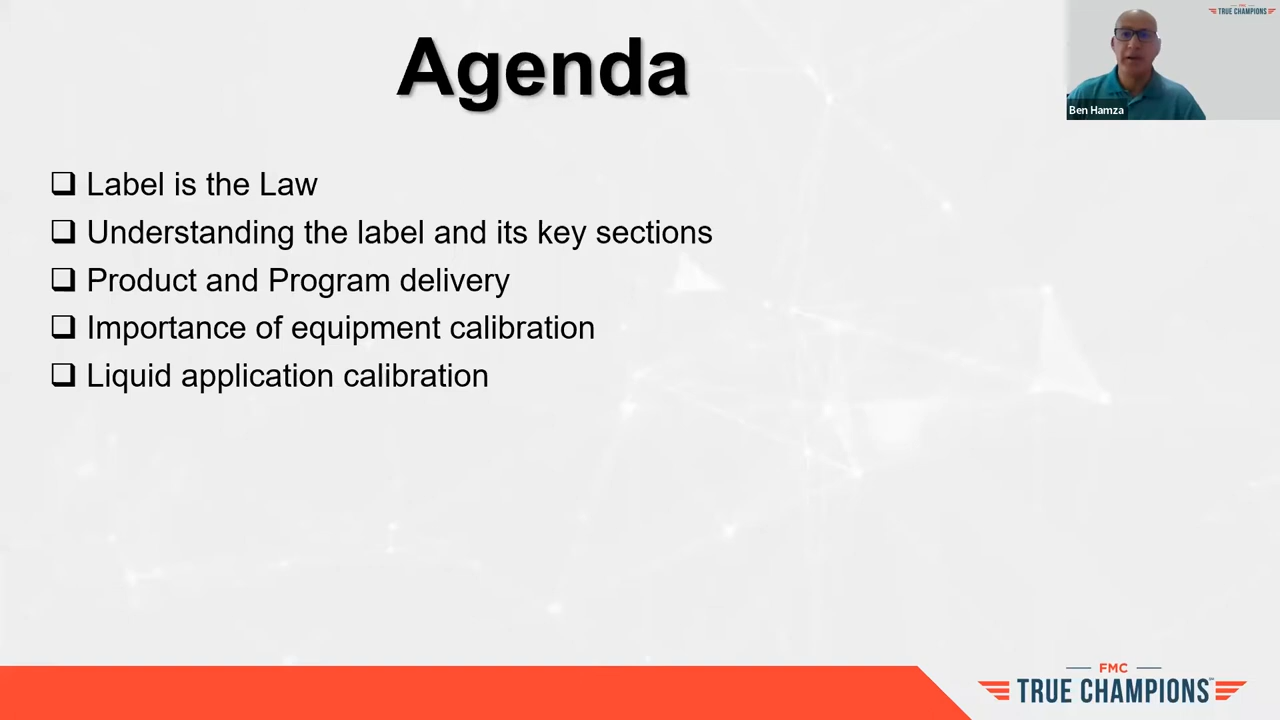 Agenda
FMC
TRUE CHAMPIONS
Ben Hamza
❑ Label is the Law
❑ Understanding the label and its key sections
❑ Product and Program delivery
❑ Importance of equipment calibration
❑ Liquid application calibration
FMC
TRUE CHAMPIONS